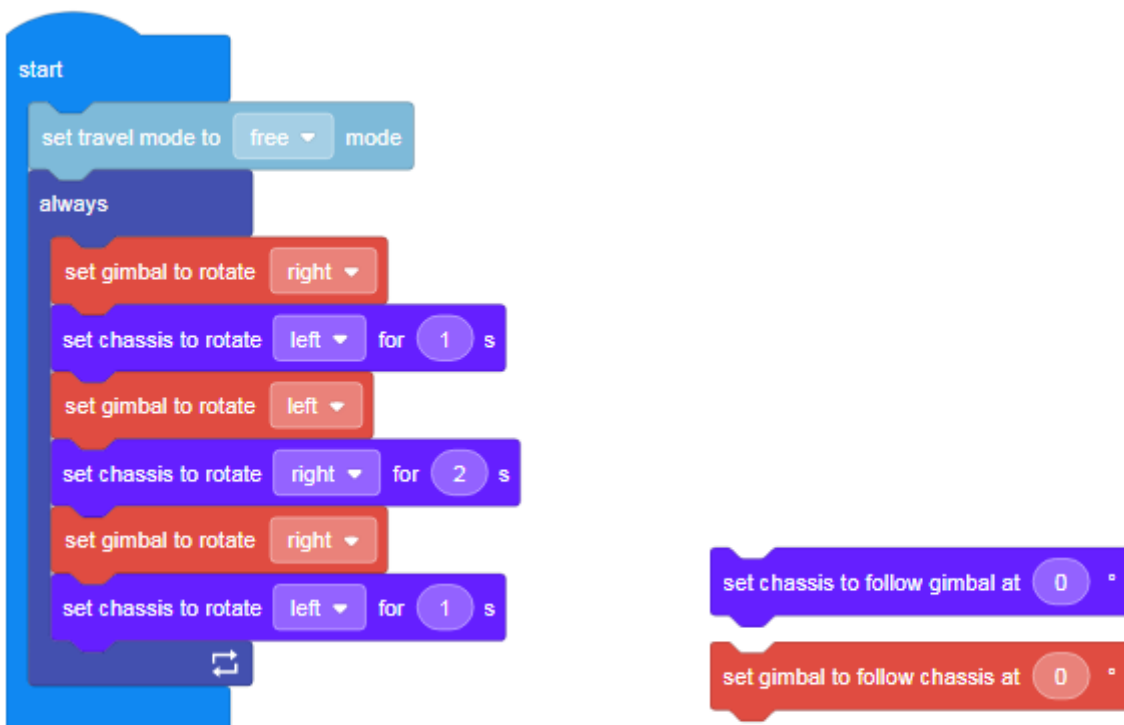 start
set travel mode to free mode
always
set gimbal to rotate right
set chassis to rotate left for 1 s
set gimbal to rotate left
set chassis to rotate right for 2 s
set gimbal to rotate right
set chassis to rotate left for 1 s
set chassis to follow gimbal at 0 °
set gimbal to follow chassis at 0 °